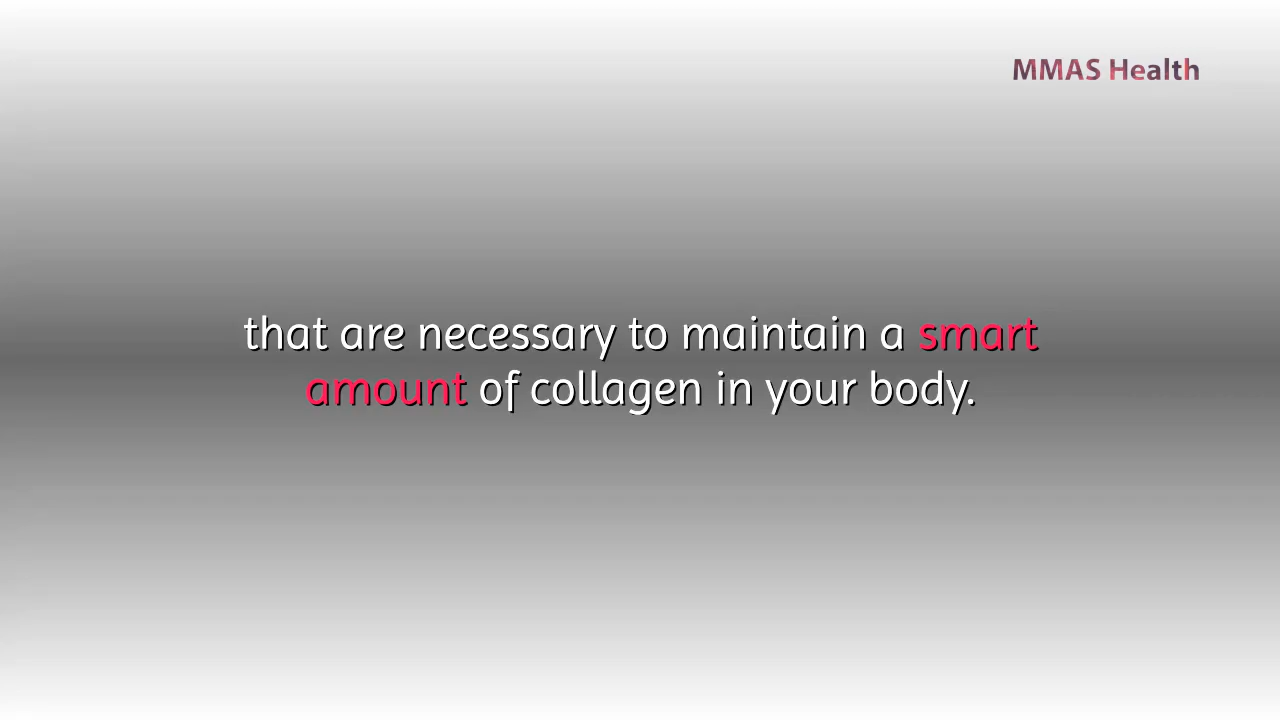 MMAS Health
that are necessary to maintain a smart
amount of collagen in your body.